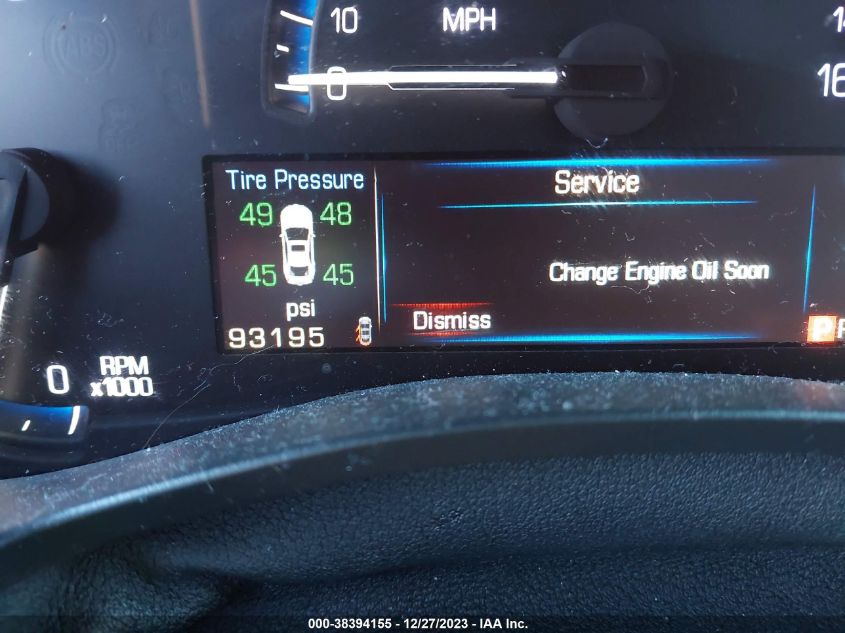 ABS
10 MPH
0
Tire Pressure
49 48
45 45
psi
93195
Service
Change Engine Oil Soon
Dismiss
P
0 RPM
x1000
000-38394155 - 12/27/2023 - IAA Inc.